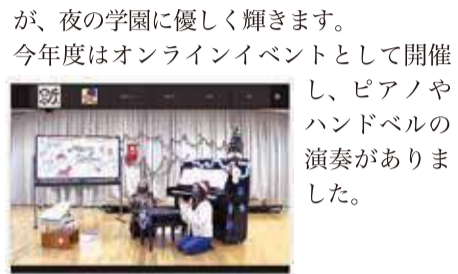 が、夜の学園に優しく輝きます。
今年度はオンラインイベントとして開催
し、ピアノや
ハンドベルの
演奏がありま
した。